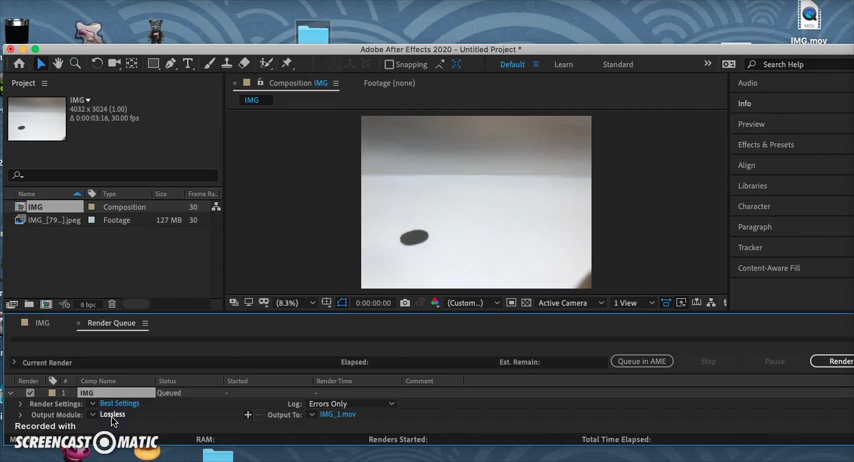 MOV
IMG.mov
Adobe After Effects 2020 - Untitled Project *
Snapping
Default
Learn
Standard
Search Help
Project
Composition IMG
Footage (none)
Audio
IMG
4032 x 3024 (1.00)
Δ 0:00:03:16, 30.00 fps
IMG
Info
Preview
Effects & Presets
Align
Libraries
Character
Paragraph
Tracker
Content-Aware Fill
Name
Type
Size
Frame Ra...
IMG
Composition
30
IMG_[79...].jpeg
Footage
127 MB
30
8 bpc
(8.3%)
0:00:00:00
(Custom...)
Active Camera
1 View
IMG
Render Queue
Current Render
Elapsed:
Est. Remain:
Queue in AME
Stop
Pause
Render
Render
#
Comp Name
Status
Started
Render Time
Comment
1
IMG
Queued
-
-
Render Settings:
Best Settings
Log:
Errors Only
Output Module:
Lossless
Output To:
IMG_1.mov
Recorded with
SCREENCAST MATIC
RAM:
Renders Started:
Total Time Elapsed: